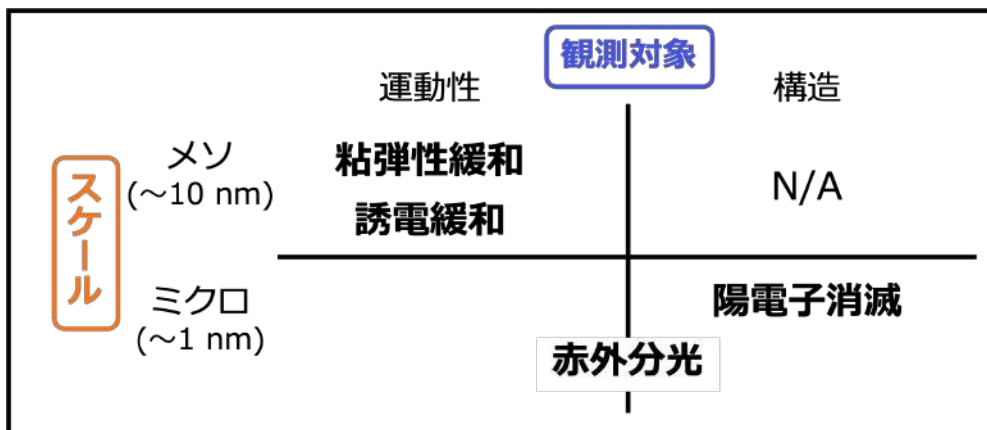 観測対象
運動性
構造
スケール
メソ
(～10 nm)
粘弾性緩和
誘電緩和
N/A
ミクロ
(～1 nm)
陽電子消滅
赤外分光